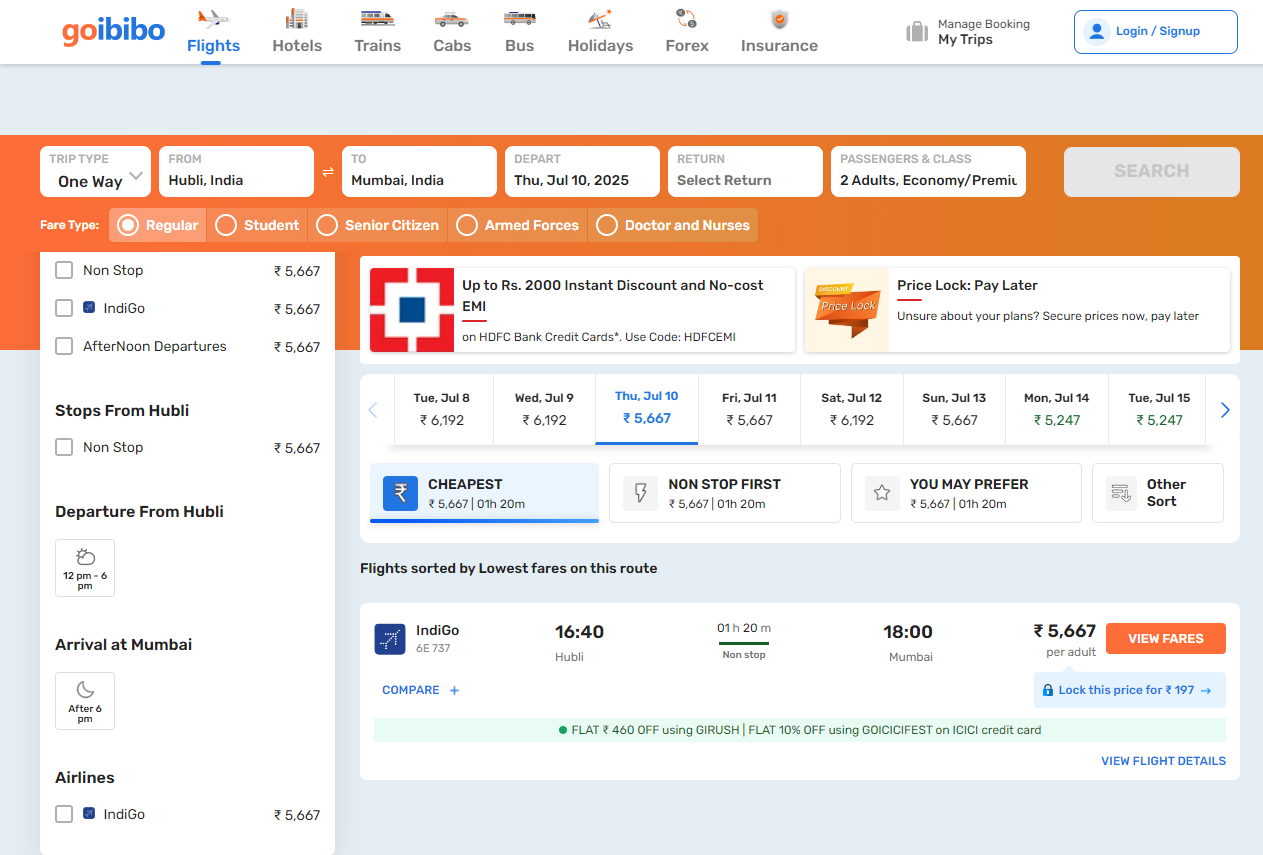 goibibo
Flights
Hotels
Trains
Cabs
Bus
Holidays
Forex
Insurance
Manage Booking
My Trips
Login / Signup
TRIP TYPE
One Way
FROM
Hubli, India
TO
Mumbai, India
DEPART
Thu, Jul 10, 2025
RETURN
Select Return
PASSENGERS & CLASS
2 Adults, Economy/Premiu
SEARCH
Fare Type:
Regular
Student
Senior Citizen
Armed Forces
Doctor and Nurses
Non Stop ₹ 5,667
IndiGo ₹ 5,667
AfterNoon Departures ₹ 5,667
Stops From Hubli
Non Stop ₹ 5,667
Departure From Hubli
12 pm - 6
pm
Arrival at Mumbai
After 6
pm
Airlines
IndiGo ₹ 5,667
Up to Rs. 2000 Instant Discount and No-cost
EMI
on HDFC Bank Credit Cards*. Use Code: HDFCEMI
DISCOUNT
Price Lock
Price Lock: Pay Later
Unsure about your plans? Secure prices now, pay later
Tue, Jul 8
₹ 6,192
Wed, Jul 9
₹ 6,192
Thu, Jul 10
₹ 5,667
Fri, Jul 11
₹ 5,667
Sat, Jul 12
₹ 6,192
Sun, Jul 13
₹ 5,667
Mon, Jul 14
₹ 5,247
Tue, Jul 15
₹ 5,247
₹
CHEAPEST
₹ 5,667 | 01h 20m
NON STOP FIRST
₹ 5,667 | 01h 20m
YOU MAY PREFER
₹ 5,667 | 01h 20m
Other
Sort
Flights sorted by Lowest fares on this route
IndiGo
6E 737
16:40
Hubli
01 h 20 m
Non stop
18:00
Mumbai
₹ 5,667
per adult
VIEW FARES
COMPARE +
Lock this price for ₹ 197 →
FLAT ₹ 460 OFF using GIRUSH | FLAT 10% OFF using GOICICIFEST on ICICI credit card
VIEW FLIGHT DETAILS